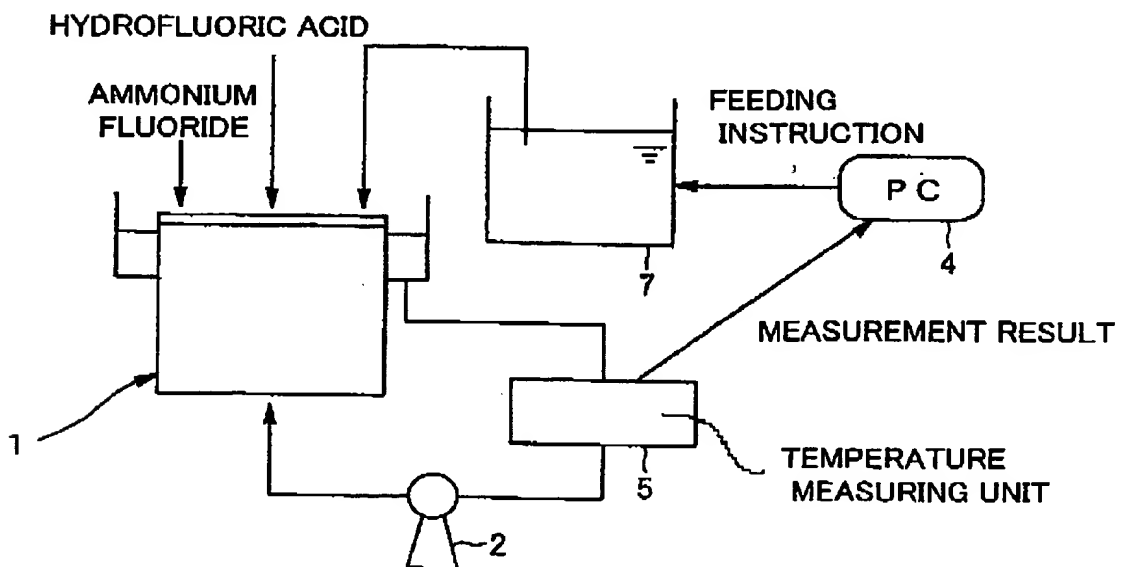 HYDROFLUORIC ACID
AMMONIUM
FLUORIDE
FEEDING
INSTRUCTION
PC
4
7
MEASUREMENT RESULT
1
5
TEMPERATURE
MEASURING UNIT
2